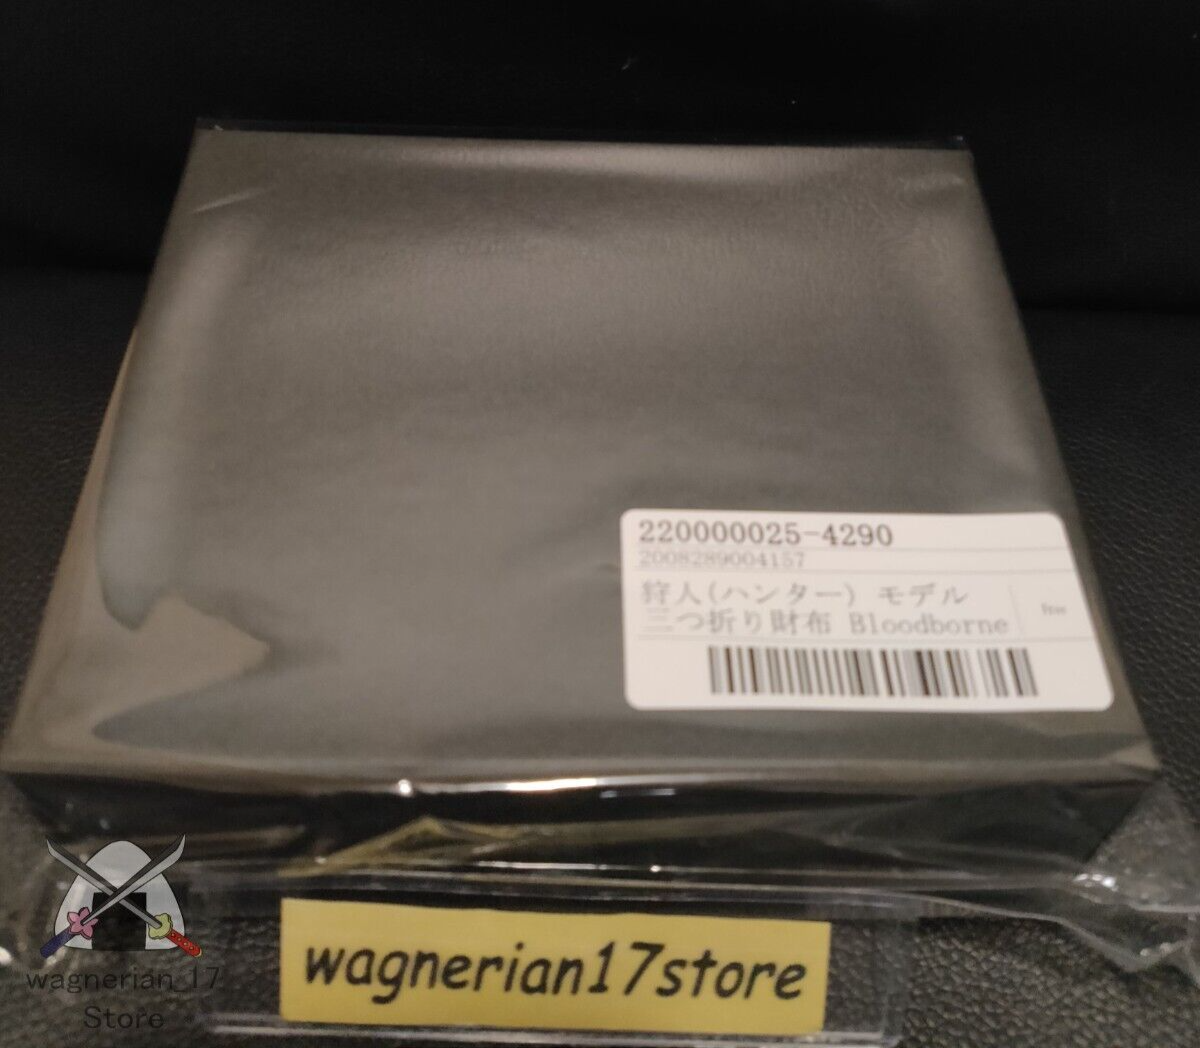 220000025-4290
2008289004157
狩人(ハンター) モデル
三つ折り財布 Bloodborne
wagnerian17store
wagnerian_17
Store